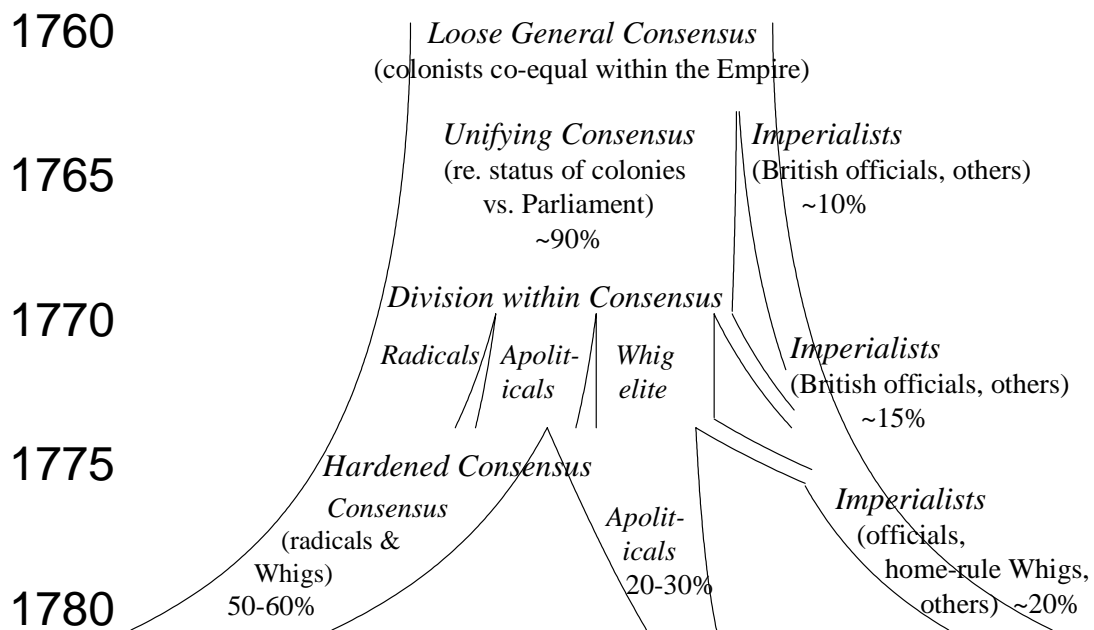 1760
Loose General Consensus
(colonists co-equal within the Empire)
Unifying Consensus
(re. status of colonies
vs. Parliament)
~90%
Imperialists
(British officials, others)
~10%
1765
Division within Consensus
1770
Radicals
Apolit-
icals
Whig
elite
Imperialists
(British officials, others)
~15%
1775
Hardened Consensus
Consensus
(radicals &
Whigs)
50-60%
Apolit-
icals
20-30%
Imperialists
(officials,
home-rule Whigs,
others) ~20%
1780